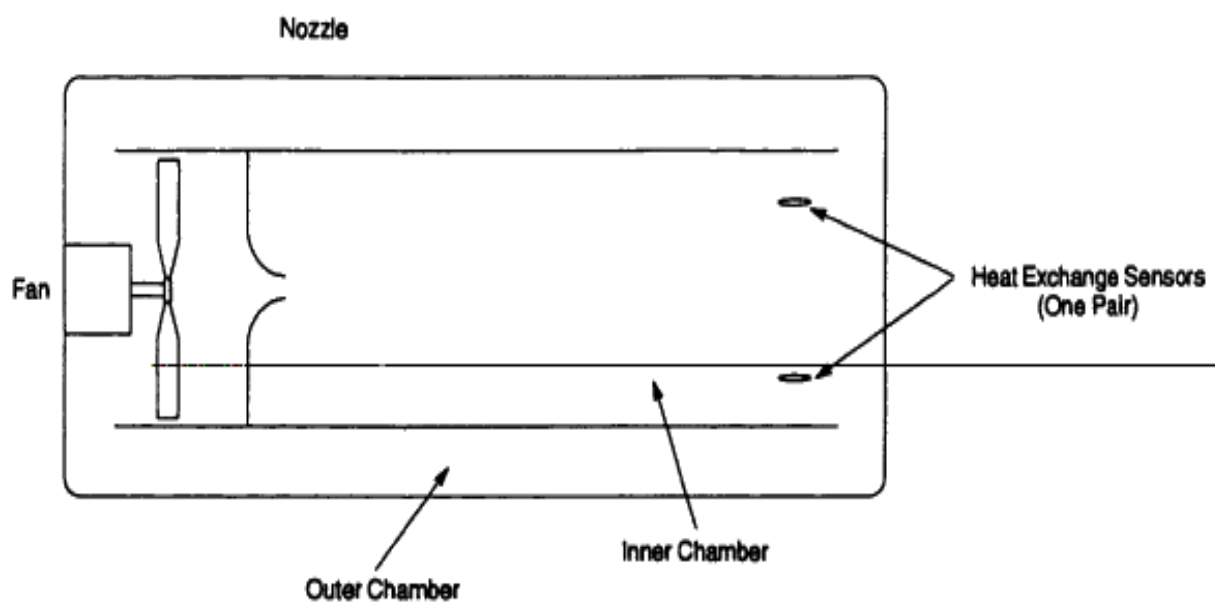 Nozzle
Fan
Heat Exchange Sensors
(One Pair)
Inner Chamber
Outer Chamber